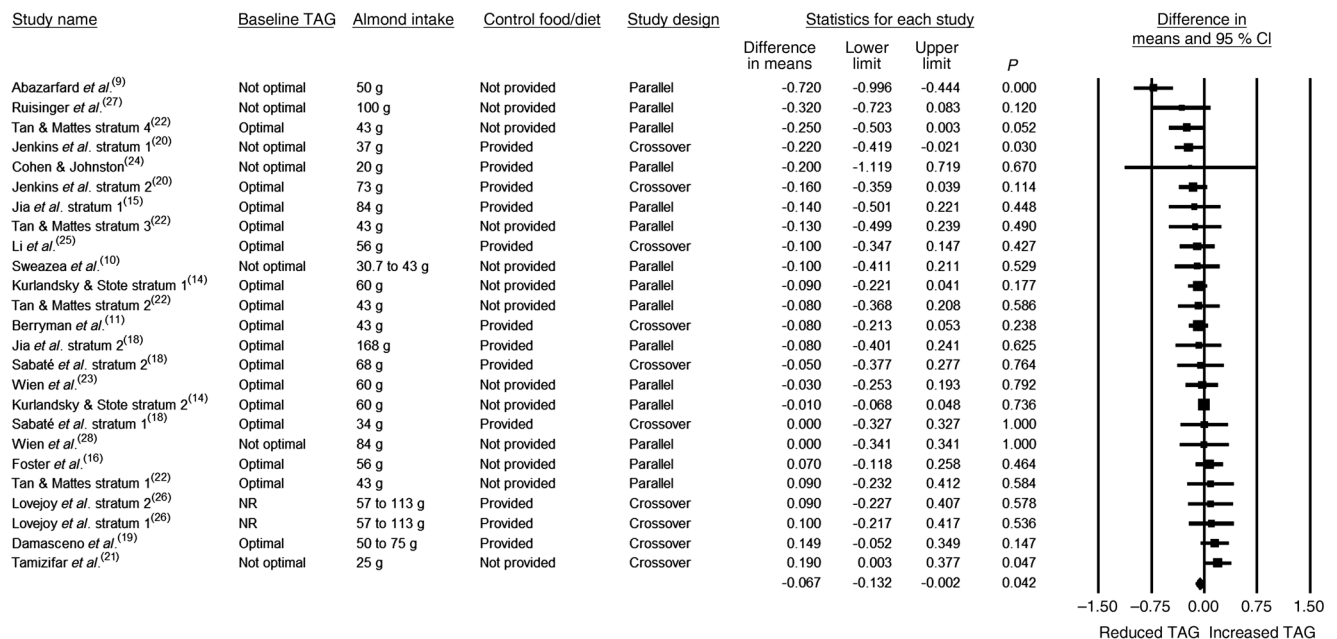 Study name Baseline TAG Almond intake Control food/diet Study design Statistics for each study Difference in means and 95 % CI
Difference in means Lower limit Upper limit P
Abazarfard et al.(9) Not optimal 50 g Not provided Parallel -0.720 -0.996 -0.444 0.000
Ruisinger et al.(27) Not optimal 100 g Not provided Parallel -0.320 -0.723 0.083 0.120
Tan & Mattes stratum 4(22) Optimal 43 g Not provided Parallel -0.250 -0.503 0.003 0.052
Jenkins et al. stratum 1(20) Not optimal 37 g Provided Crossover -0.220 -0.419 -0.021 0.030
Cohen & Johnston(24) Not optimal 20 g Provided Parallel -0.200 -1.119 0.719 0.670
Jenkins et al. stratum 2(20) Optimal 73 g Provided Crossover -0.160 -0.359 0.039 0.114
Jia et al. stratum 1(15) Optimal 84 g Provided Parallel -0.140 -0.501 0.221 0.448
Tan & Mattes stratum 3(22) Optimal 43 g Not provided Parallel -0.130 -0.499 0.239 0.490
Li et al.(25) Optimal 56 g Provided Crossover -0.100 -0.347 0.147 0.427
Sweazea et al.(10) Not optimal 30.7 to 43 g Not provided Parallel -0.100 -0.411 0.211 0.529
Kurlandsky & Stote stratum 1(14) Optimal 60 g Not provided Parallel -0.090 -0.221 0.041 0.177
Tan & Mattes stratum 2(22) Optimal 43 g Not provided Parallel -0.080 -0.368 0.208 0.586
Berryman et al.(11) Optimal 43 g Provided Crossover -0.080 -0.213 0.053 0.238
Jia et al. stratum 2(18) Optimal 168 g Provided Parallel -0.080 -0.401 0.241 0.625
Sabaté et al. stratum 2(18) Optimal 68 g Provided Crossover -0.050 -0.377 0.277 0.764
Wien et al.(23) Optimal 60 g Not provided Parallel -0.030 -0.253 0.193 0.792
Kurlandsky & Stote stratum 2(14) Optimal 60 g Not provided Parallel -0.010 -0.068 0.048 0.736
Sabaté et al. stratum 1(18) Optimal 34 g Provided Crossover 0.000 -0.327 0.327 1.000
Wien et al.(28) Not optimal 84 g Not provided Parallel 0.000 -0.341 0.341 1.000
Foster et al.(16) Optimal 56 g Not provided Parallel 0.070 -0.118 0.258 0.464
Tan & Mattes stratum 1(22) Optimal 43 g Not provided Parallel 0.090 -0.232 0.412 0.584
Lovejoy et al. stratum 2(26) NR 57 to 113 g Provided Crossover 0.090 -0.227 0.407 0.578
Lovejoy et al. stratum 1(26) NR 57 to 113 g Provided Crossover 0.100 -0.217 0.417 0.536
Damasceno et al.(19) Optimal 50 to 75 g Provided Crossover 0.149 -0.052 0.349 0.147
Tamizifar et al.(21) Not optimal 25 g Not provided Crossover 0.190 0.003 0.377 0.047
-0.067 -0.132 -0.002 0.042
−1.50 −0.75 0.00 0.75 1.50
Reduced TAG Increased TAG